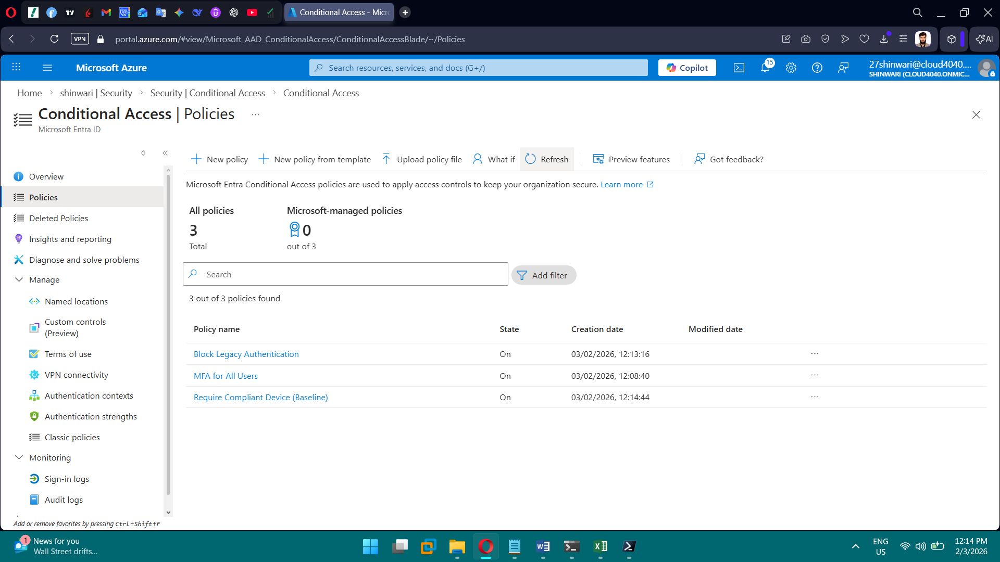 Conditional Access - Micr
VPN
portal.azure.com/#view/Microsoft_AAD_ConditionalAccess/ConditionalAccessBlade/~/Policies
AI
Microsoft Azure
Search resources, services, and docs (G+/)
Copilot
15
27shinwari@cloud4040....
SHINWARI (CLOUD4040.ONMIC...
Home > shinwari | Security > Security | Conditional Access > Conditional Access
Conditional Access | Policies ...
Microsoft Entra ID
New policy
New policy from template
Upload policy file
What if
Refresh
Preview features
Got feedback?
Microsoft Entra Conditional Access policies are used to apply access controls to keep your organization secure. Learn more
Overview
Policies
Deleted Policies
Insights and reporting
Diagnose and solve problems
Manage
Named locations
Custom controls
(Preview)
Terms of use
VPN connectivity
Authentication contexts
Authentication strengths
Classic policies
Monitoring
Sign-in logs
Audit logs
Add or remove favorites by pressing Ctrl+Shift+F
All policies
3
Total
Microsoft-managed policies
0
out of 3
Search
Add filter
3 out of 3 policies found
Policy name State Creation date Modified date
Block Legacy Authentication On 03/02/2026, 12:13:16 ...
MFA for All Users On 03/02/2026, 12:08:40 ...
Require Compliant Device (Baseline) On 03/02/2026, 12:14:44 ...
1
News for you
Wall Street drifts...
ENG
US
12:14 PM
2/3/2026